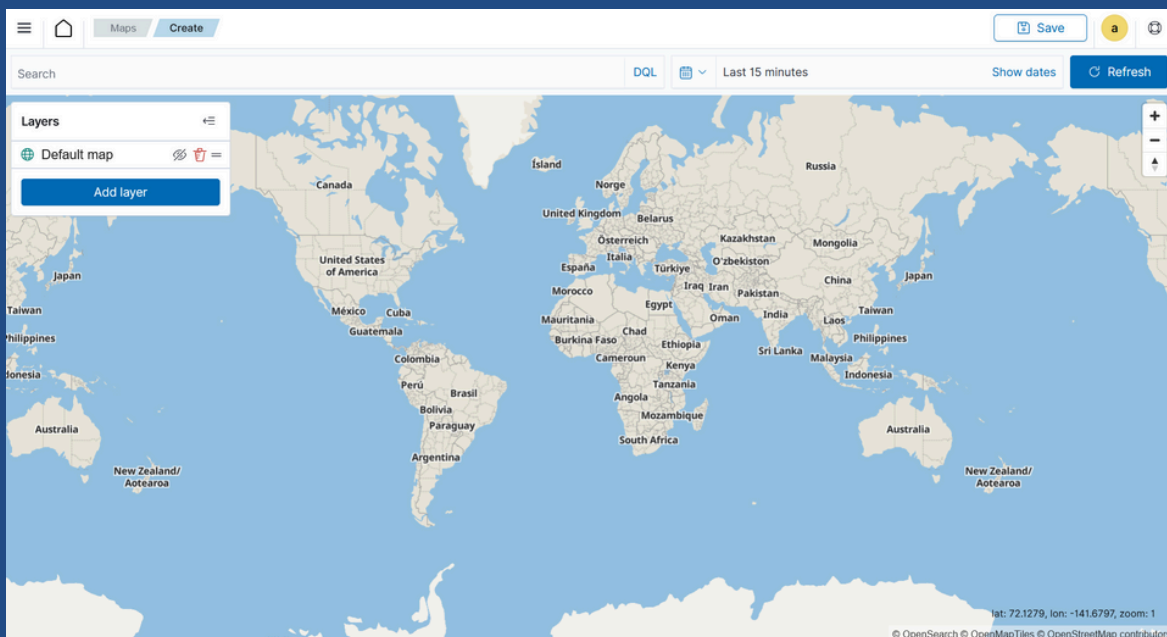 Maps Create Save a
Search DQL Last 15 minutes Show dates Refresh
Layers
Default map
Add layer
Canada
United States
of America
México Cuba
Guatemala
Colombia
Perú
Brasil
Bolivia
Paraguay
Argentina
Ísland
Norge
Russia
United Kingdom
Belarus
Österreich
Kazakhstan
Mongolia
Italia
O'zbekiston
España
Türkiye
China
Japan
Iraq Iran
Pakistan
Morocco
Egypt
Oman
India
Taiwan
Laos
Mauritania
Chad
Burkina Faso
Ethiopia
Philippines
Cameroun
Sri Lanka
Malaysia
Kenya
Indonesia
Tanzania
Angola
Mozambique
South Africa
Australia
New Zealand/
Aotearoa
Japan
Taiwan
Philippines
donesia
Australia
New Zealand/
Aotearoa
lat: 72.1279, lon: -141.6797, zoom: 1
© OpenSearch © OpenMapTiles © OpenStreetMap contributor